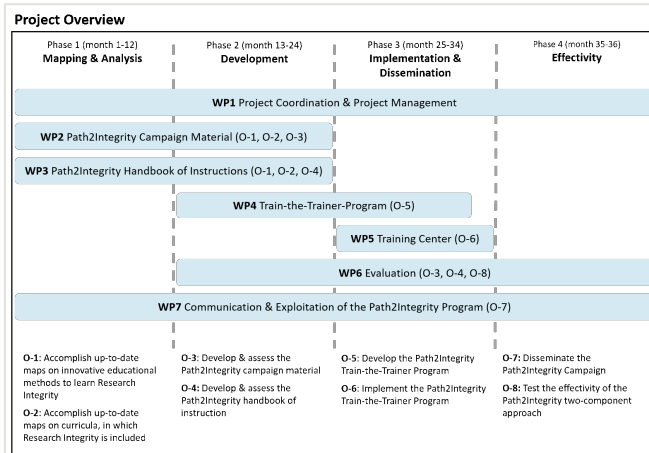 Project Overview
Phase 1 (month 1-12)
Mapping & Analysis
Phase 2 (month 13-24)
Development
Phase 3 (month 25-34)
Implementation &
Dissemination
Phase 4 (month 35-36)
Effectivity
WP1 Project Coordination & Project Management
WP2 Path2Integrity Campaign Material (O-1, O-2, O-3)
WP3 Path2Integrity Handbook of Instructions (O-1, O-2, O-4)
WP4 Train-the-Trainer-Program (O-5)
WP5 Training Center (O-6)
WP6 Evaluation (O-3, O-4, O-8)
WP7 Communication & Exploitation of the Path2Integrity Program (O-7)
O-1: Accomplish up-to-date
maps on innovative educational
methods to learn Research
Integrity
O-2: Accomplish up-to-date
maps on curricula, in which
Research Integrity is included
O-3: Develop & assess the
Path2Integrity campaign material
O-4: Develop & assess the
Path2Integrity handbook of
instruction
O-5: Develop the Path2Integrity
Train-the-Trainer Program
O-6: Implement the Path2Integrity
Train-the-Trainer Program
O-7: Disseminate the
Path2Integrity Campaign
O-8: Test the effectivity of the
Path2Integrity two-component
approach